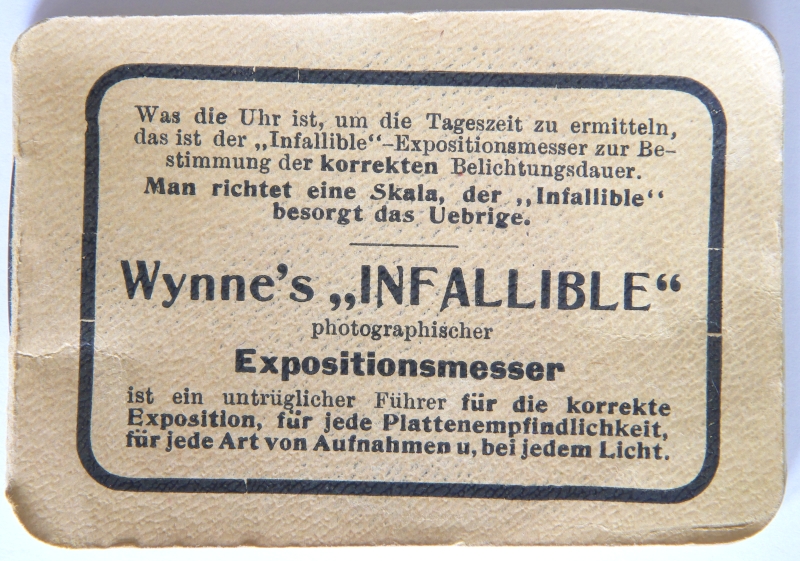 Was die Uhr ist, um die Tageszeit zu ermitteln,
das ist der „Infallible“-Expositionsmesser zur Be-
stimmung der korrekten Belichtungsdauer.
Man richtet eine Skala, der „Infallible“
besorgt das Uebrige.
Wynne's „INFALLIBLE“
photographischer
Expositionsmesser
ist ein untrüglicher Führer für die korrekte
Exposition, für jede Plattenempfindlichkeit,
für jede Art von Aufnahmen u, bei jedem Licht.